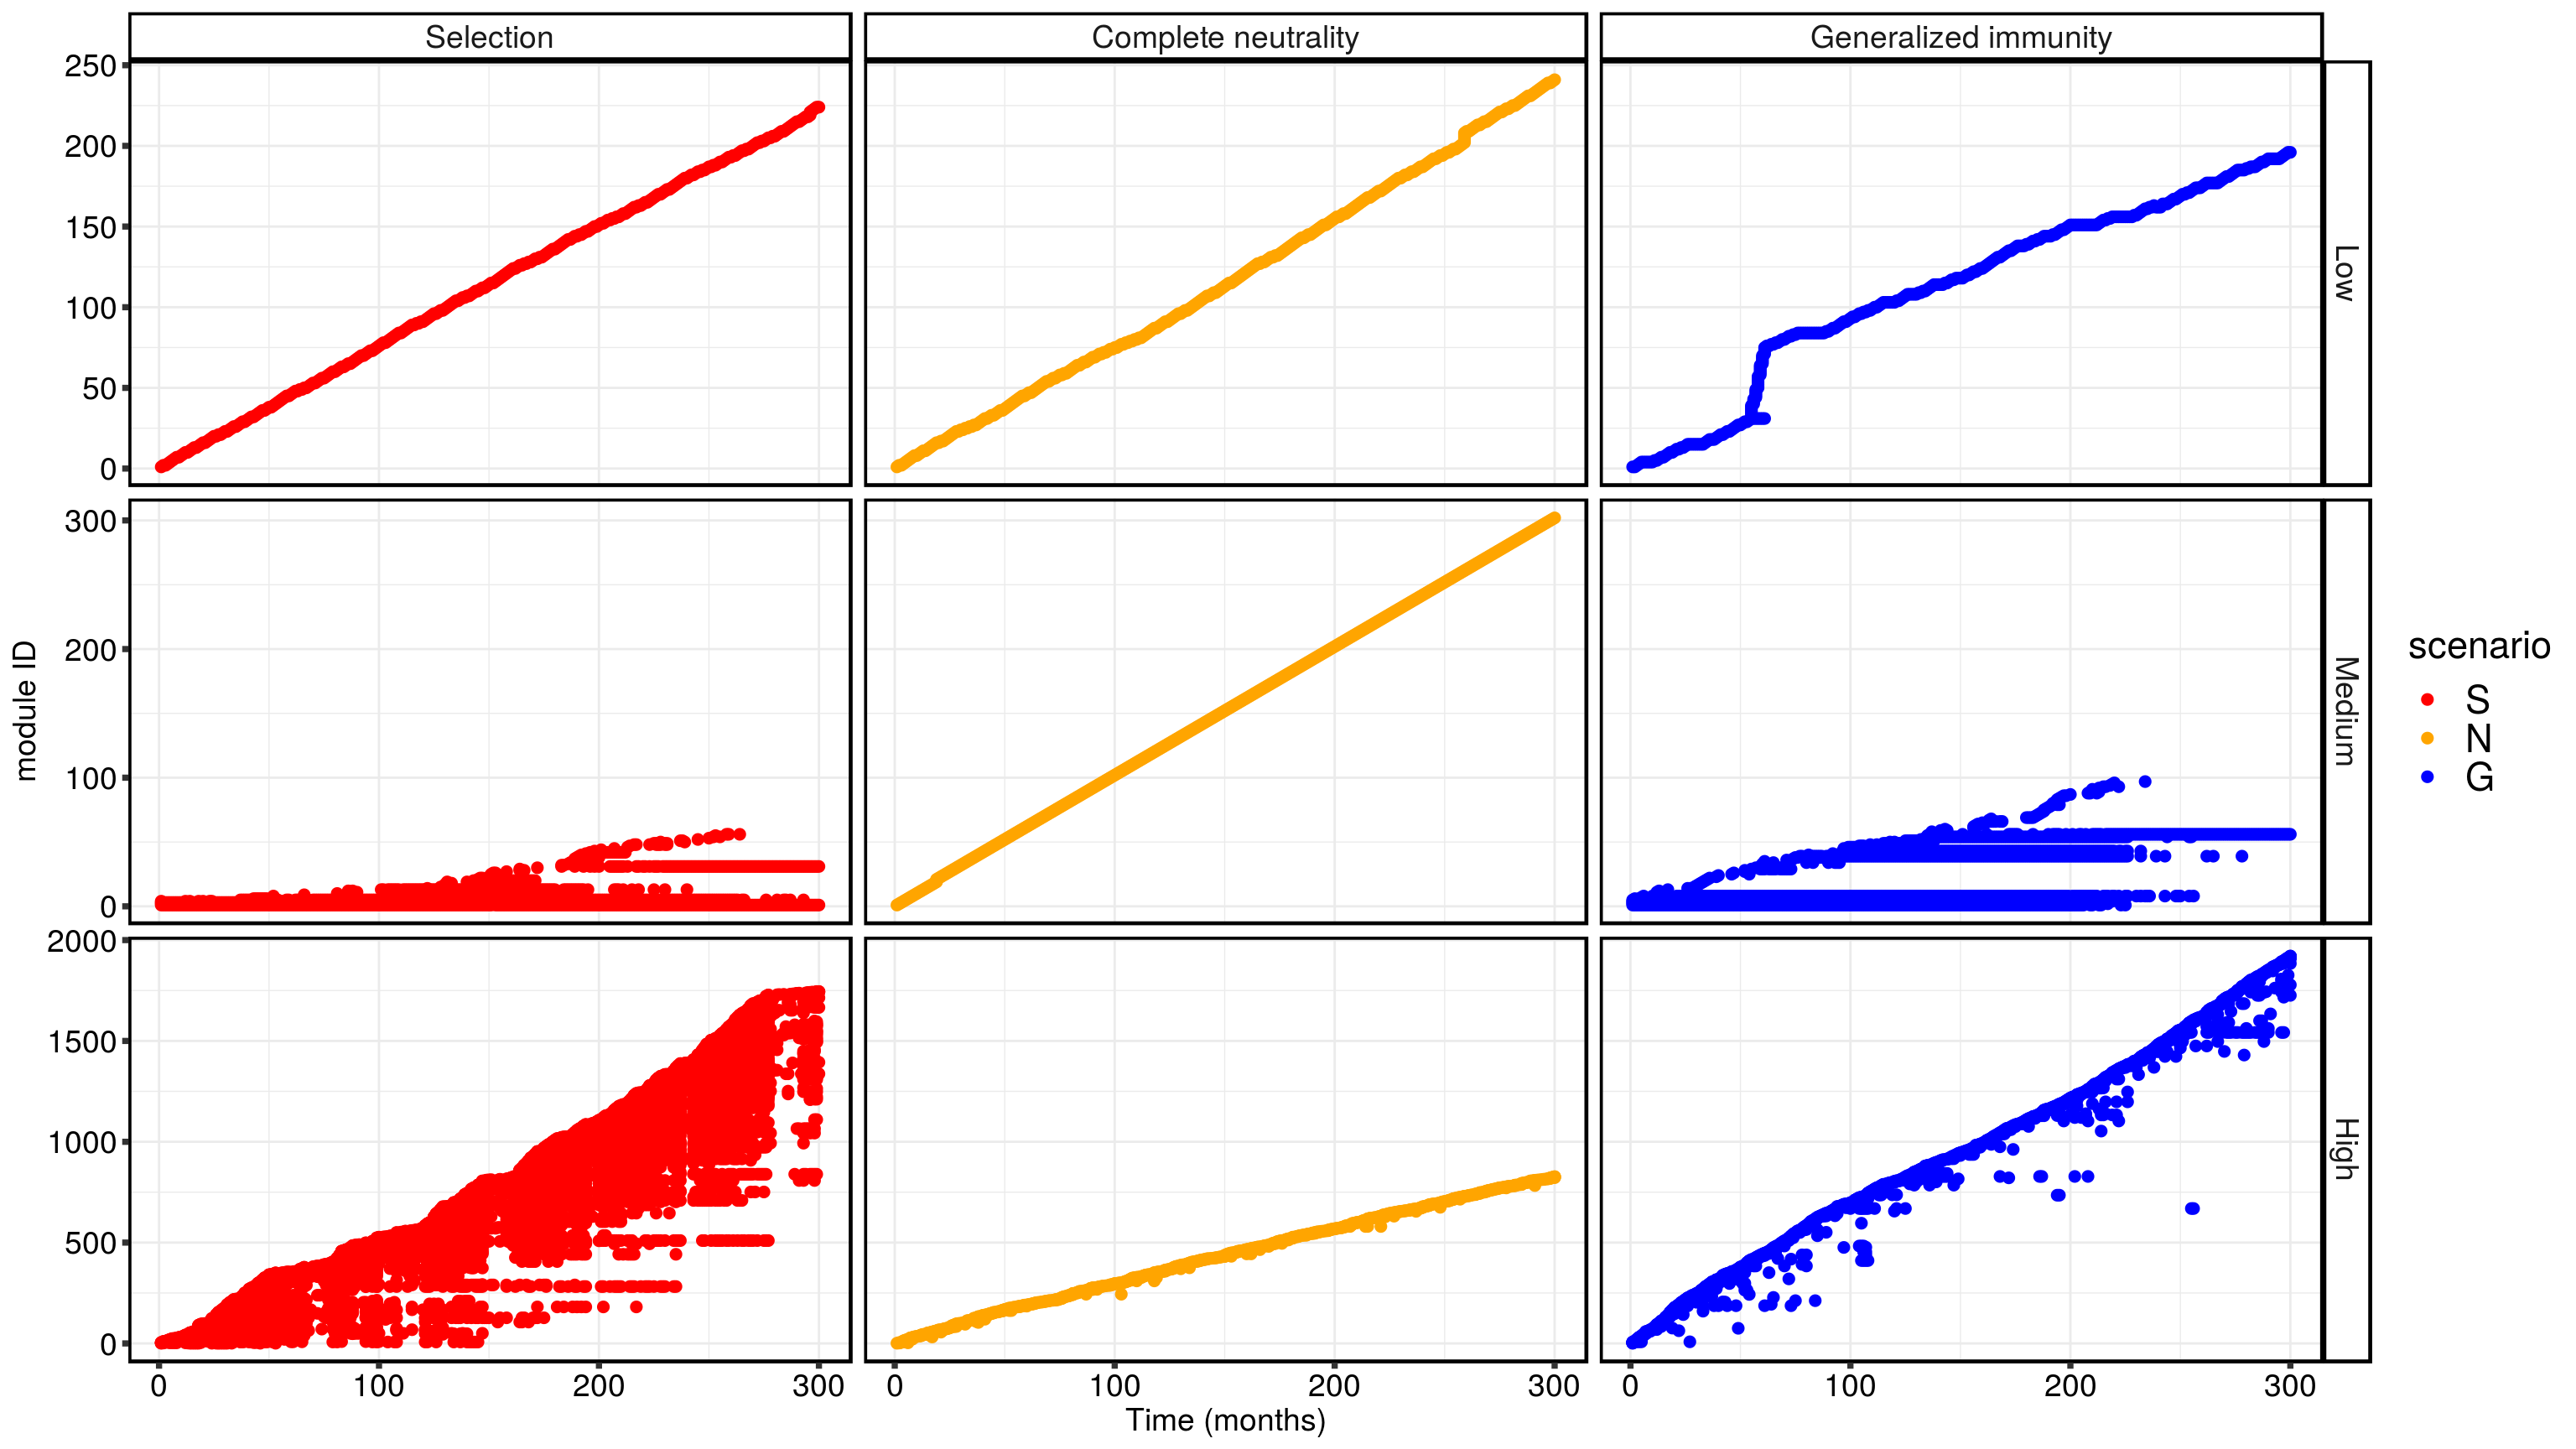 Selection
Complete neutrality
Generalized immunity
250
200
150
100
50
0
Low
300
200
100
0
Medium
2000
1500
1000
500
0
High
0 100 200 300
0 100 200 300
0 100 200 300
Time (months)
module ID
scenario
S
N
G